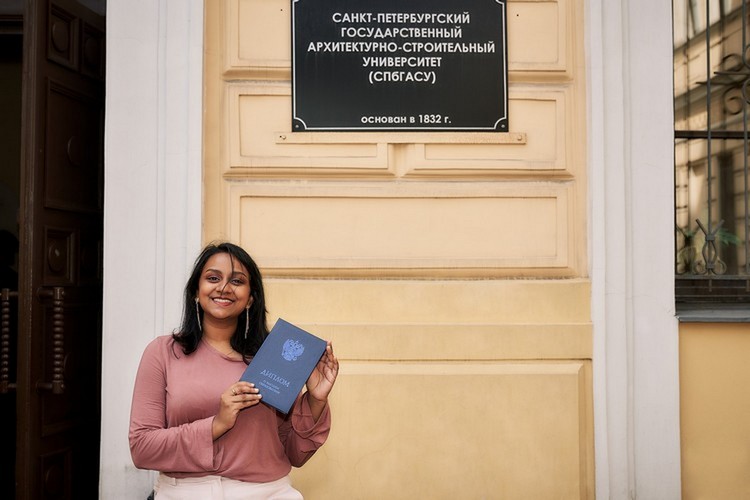 САНКТ-ПЕТЕРБУРГСКИЙ
ГОСУДАРСТВЕННЫЙ
АРХИТЕКТУРНО-СТРОИТЕЛЬНЫЙ
УНИВЕРСИТЕТ
(СПбГАСУ)
основан в 1832 г.
ДИПЛОМ